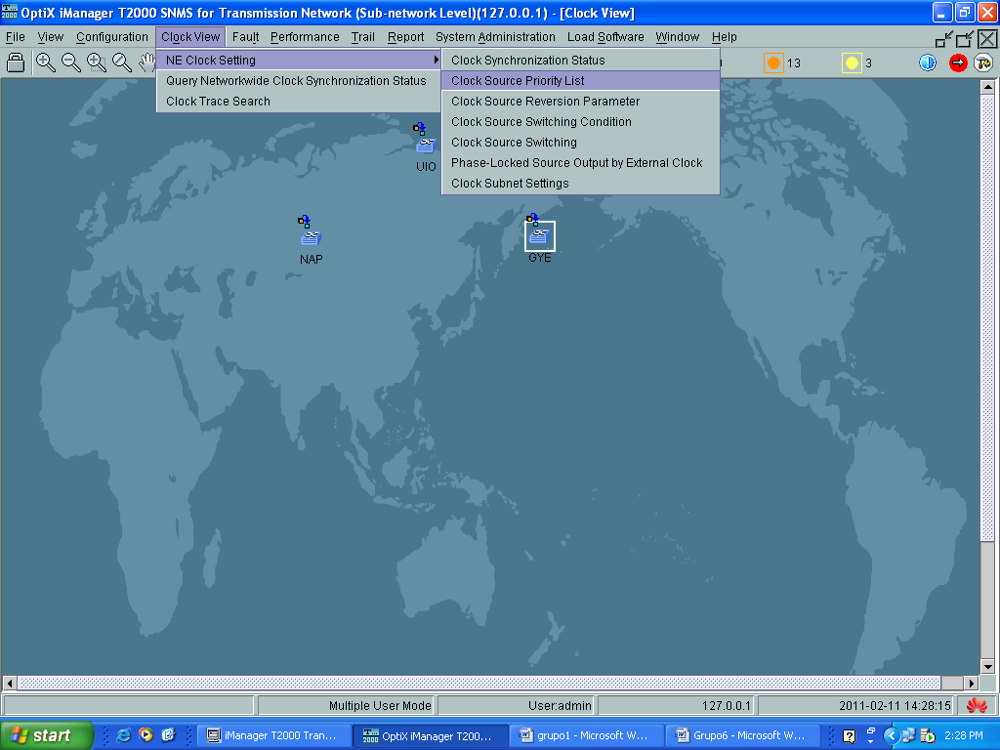 OptiX iManager T2000 SNMS for Transmission Network (Sub-network Level)(127.0.0.1) - [Clock View]
File View Configuration Clock View Fault Performance Trail Report System Administration Load Software Window Help
13 3
NE Clock Setting
Query Networkwide Clock Synchronization Status
Clock Trace Search
Clock Synchronization Status
Clock Source Priority List
Clock Source Reversion Parameter
Clock Source Switching Condition
Clock Source Switching
Phase-Locked Source Output by External Clock
Clock Subnet Settings
UIO
NAP
GYE
Multiple User Mode User:admin 127.0.0.1 2011-02-11 14:28:15
start iManager T2000 Tran... OptiX iManager T200... grupo1 - Microsoft W... Grupo6 - Microsoft W... 2:28 PM